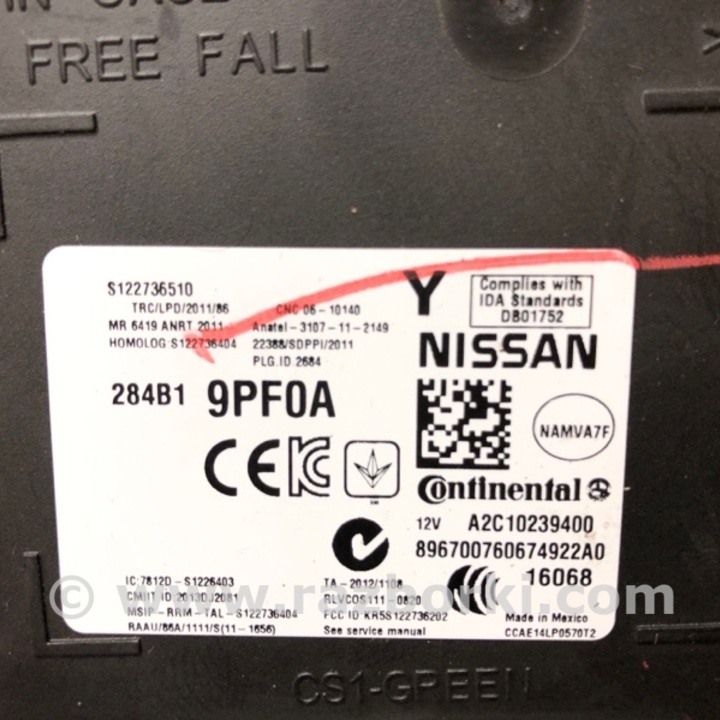 FREE FALL
S122736510
TRC/LPD/2011/86 CNC 06-10140
MR 6419 ANRT 2011 Anatel-3107-11-2149
HOMOLOG S122736404 22388/SDPPI/2011
PLG.ID 2684
Y
Complies with
IDA Standards
DB01752
NISSAN
284B1 9PF0A
NAMVA7F
CE
Continental
12V A2C10239400
896700760674922A0
16068
IC:7812D-S1226403
CMIIT ID:2013DJ2081
MSIP-RRM-TAL-S122736404
RAAU/86A/1111/S(11-1656)
TA-2012/1108
RLVCOS111-0820
FCC ID:KR5S122736202
See service manual
Made in Mexico
CCAE14LP0570T2
© www.razborki.com
CS1-GREEN